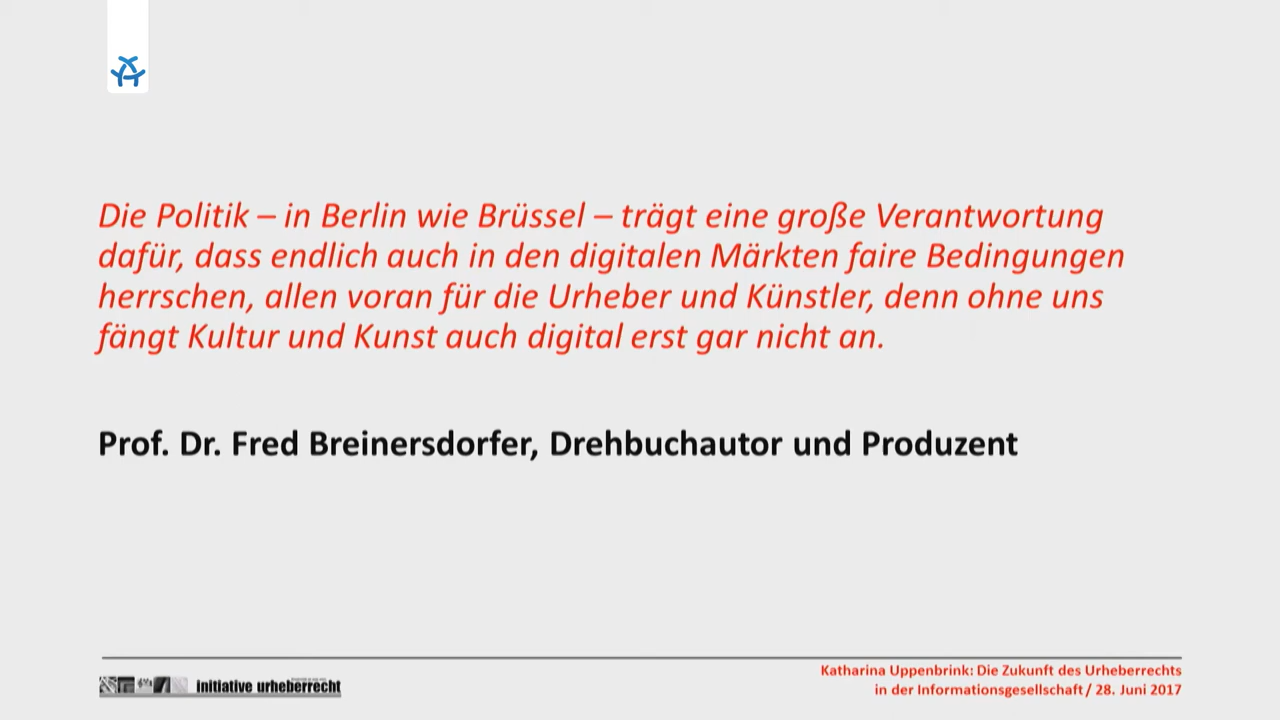 Die Politik – in Berlin wie Brüssel – trägt eine große Verantwortung
dafür, dass endlich auch in den digitalen Märkten faire Bedingungen
herrschen, allen voran für die Urheber und Künstler, denn ohne uns
fängt Kultur und Kunst auch digital erst gar nicht an.
Prof. Dr. Fred Breinersdorfer, Drehbuchautor und Produzent
initiative urheberrecht
Katharina Uppenbrink: Die Zukunft des Urheberrechts
in der Informationsgesellschaft / 28. Juni 2017